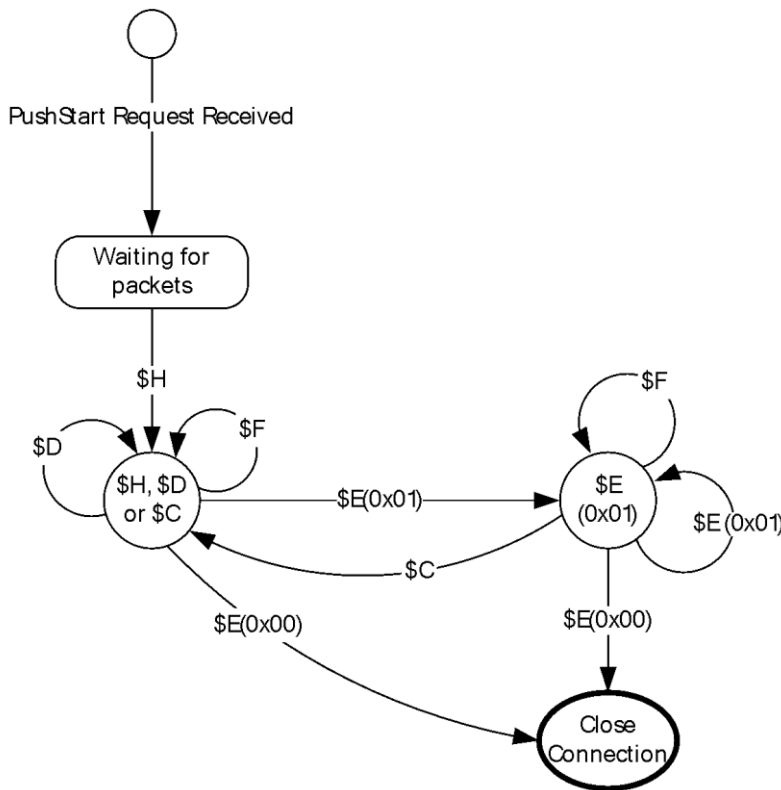 PushStart Request Received
Waiting for
packets
$H
$F
$D
$F
$H, $D
or $C
$E(0x01)
$E
(0x01)
$E(0x01)
$C
$E(0x00)
$E(0x00)
Close
Connection